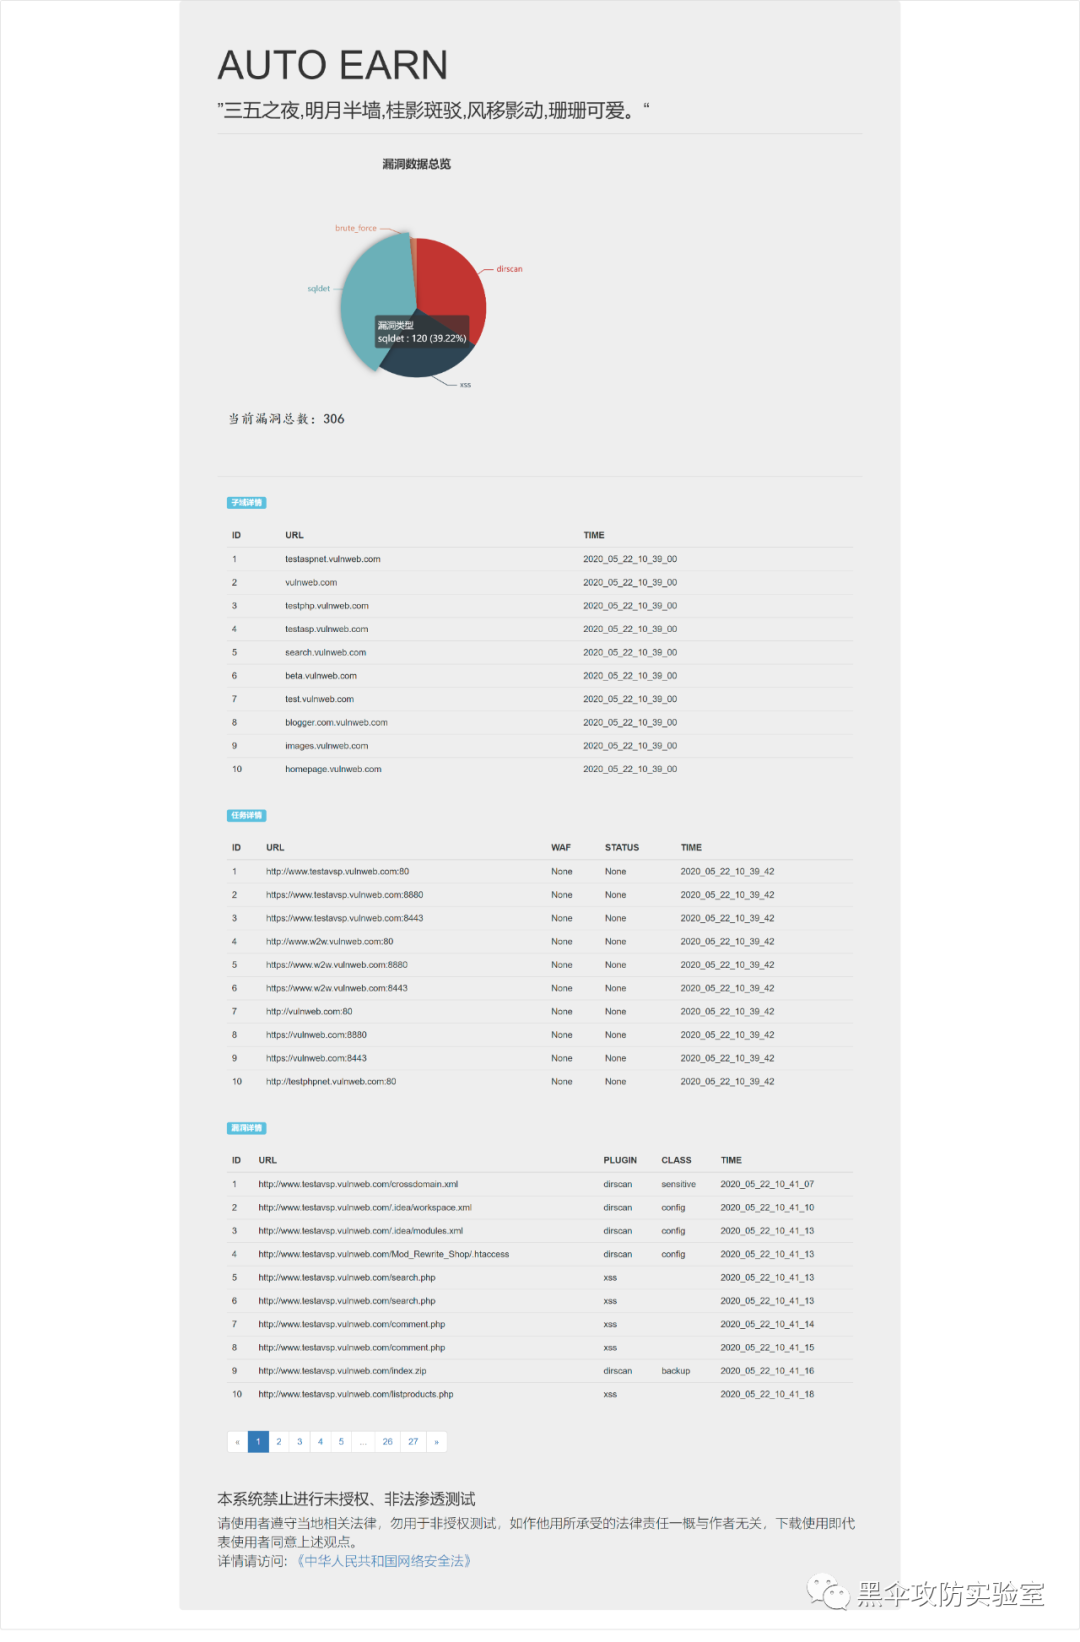 AUTO EARN
”三五之夜,明月半墙,桂影斑驳,风移影动,珊珊可爱。“
漏洞数据总览
brute_force
dirscan
sqldet
漏洞类型
sqldet : 120 (39.22%)
xss
当前漏洞总数：306
子域详情
ID URL TIME
1 testaspnet.vulnweb.com 2020_05_22_10_39_00
2 vulnweb.com 2020_05_22_10_39_00
3 testphp.vulnweb.com 2020_05_22_10_39_00
4 testasp.vulnweb.com 2020_05_22_10_39_00
5 search.vulnweb.com 2020_05_22_10_39_00
6 beta.vulnweb.com 2020_05_22_10_39_00
7 test.vulnweb.com 2020_05_22_10_39_00
8 blogger.com.vulnweb.com 2020_05_22_10_39_00
9 images.vulnweb.com 2020_05_22_10_39_00
10 homepage.vulnweb.com 2020_05_22_10_39_00
任务详情
ID URL WAF STATUS TIME
1 http://www.testavsp.vulnweb.com:80 None None 2020_05_22_10_39_42
2 https://www.testavsp.vulnweb.com:8880 None None 2020_05_22_10_39_42
3 https://www.testavsp.vulnweb.com:8443 None None 2020_05_22_10_39_42
4 http://www.w2w.vulnweb.com:80 None None 2020_05_22_10_39_42
5 https://www.w2w.vulnweb.com:8880 None None 2020_05_22_10_39_42
6 https://www.w2w.vulnweb.com:8443 None None 2020_05_22_10_39_42
7 http://vulnweb.com:80 None None 2020_05_22_10_39_42
8 https://vulnweb.com:8880 None None 2020_05_22_10_39_42
9 https://vulnweb.com:8443 None None 2020_05_22_10_39_42
10 http://testphpnet.vulnweb.com:80 None None 2020_05_22_10_39_42
漏洞详情
ID URL PLUGIN CLASS TIME
1 http://www.testavsp.vulnweb.com/crossdomain.xml dirscan sensitive 2020_05_22_10_41_07
2 http://www.testavsp.vulnweb.com/.idea/workspace.xml dirscan config 2020_05_22_10_41_10
3 http://www.testavsp.vulnweb.com/.idea/modules.xml dirscan config 2020_05_22_10_41_13
4 http://www.testavsp.vulnweb.com/Mod_Rewrite_Shop/.htaccess dirscan config 2020_05_22_10_41_13
5 http://www.testavsp.vulnweb.com/search.php xss 2020_05_22_10_41_13
6 http://www.testavsp.vulnweb.com/search.php xss 2020_05_22_10_41_13
7 http://www.testavsp.vulnweb.com/comment.php xss 2020_05_22_10_41_14
8 http://www.testavsp.vulnweb.com/comment.php xss 2020_05_22_10_41_15
9 http://www.testavsp.vulnweb.com/index.zip dirscan backup 2020_05_22_10_41_16
10 http://www.testavsp.vulnweb.com/listproducts.php xss 2020_05_22_10_41_18
« 1 2 3 4 5 ... 26 27 »
本系统禁止进行未授权、非法渗透测试
请使用者遵守当地相关法律，勿用于非授权测试，如作他用所承受的法律责任一概与作者无关，下载使用即代
表使用者同意上述观点。
详情请访问: 《中华人民共和国网络安全法》
黑伞攻防实验室